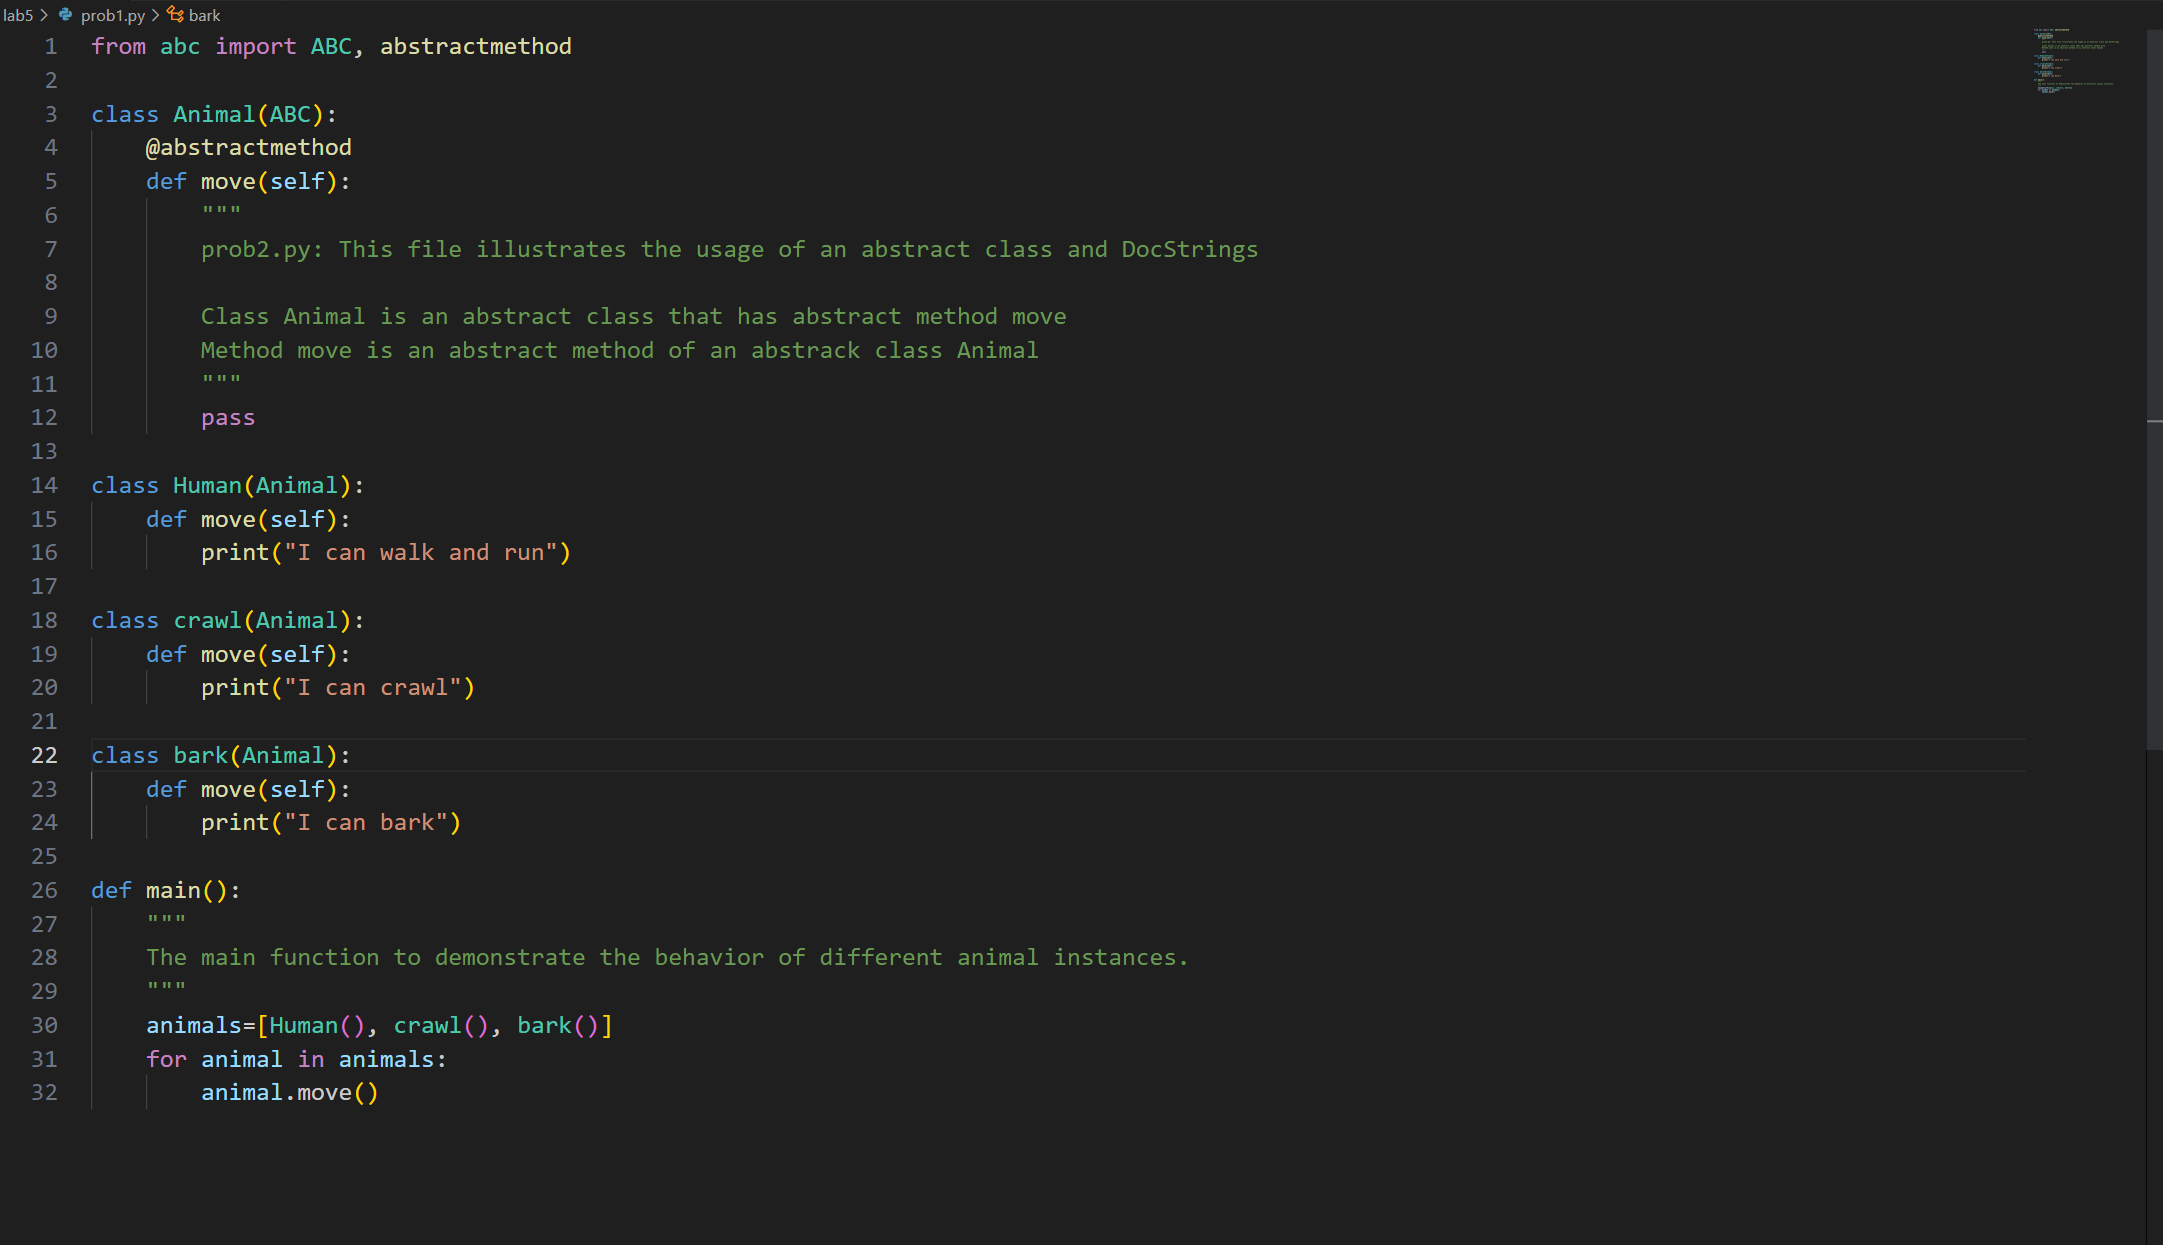 lab5 > prob1.py > bark
1 from abc import ABC, abstractmethod
2
3 class Animal(ABC):
4     @abstractmethod
5     def move(self):
6         """
7         prob2.py: This file illustrates the usage of an abstract class and DocStrings
8
9         Class Animal is an abstract class that has abstract method move
10         Method move is an abstract method of an abstrack class Animal
11         """
12         pass
13
14 class Human(Animal):
15     def move(self):
16         print("I can walk and run")
17
18 class crawl(Animal):
19     def move(self):
20         print("I can crawl")
21
22 class bark(Animal):
23     def move(self):
24         print("I can bark")
25
26 def main():
27     """
28     The main function to demonstrate the behavior of different animal instances.
29     """
30     animals=[Human(), crawl(), bark()]
31     for animal in animals:
32         animal.move()